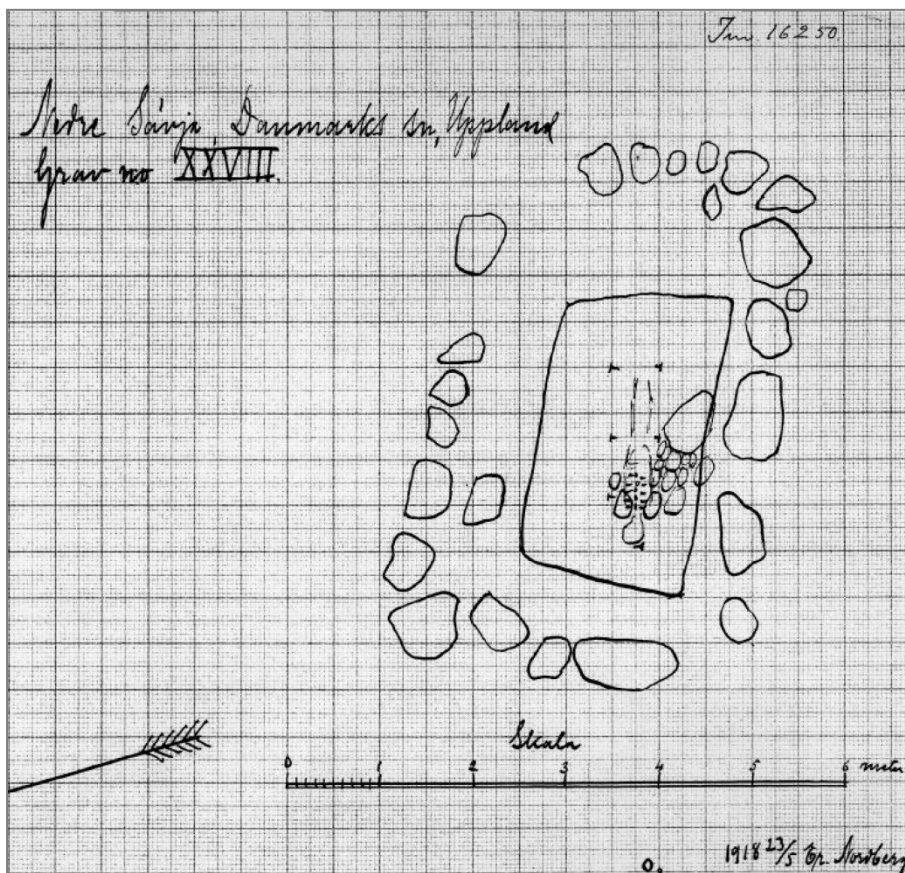 Inv. 16250.
Nedre Sävja, Danmarks sn, Uppland
Grav no XXVIII.
Skala
0 1 2 3 4 5 6 meter
1918 23/5 Er. Nordberg